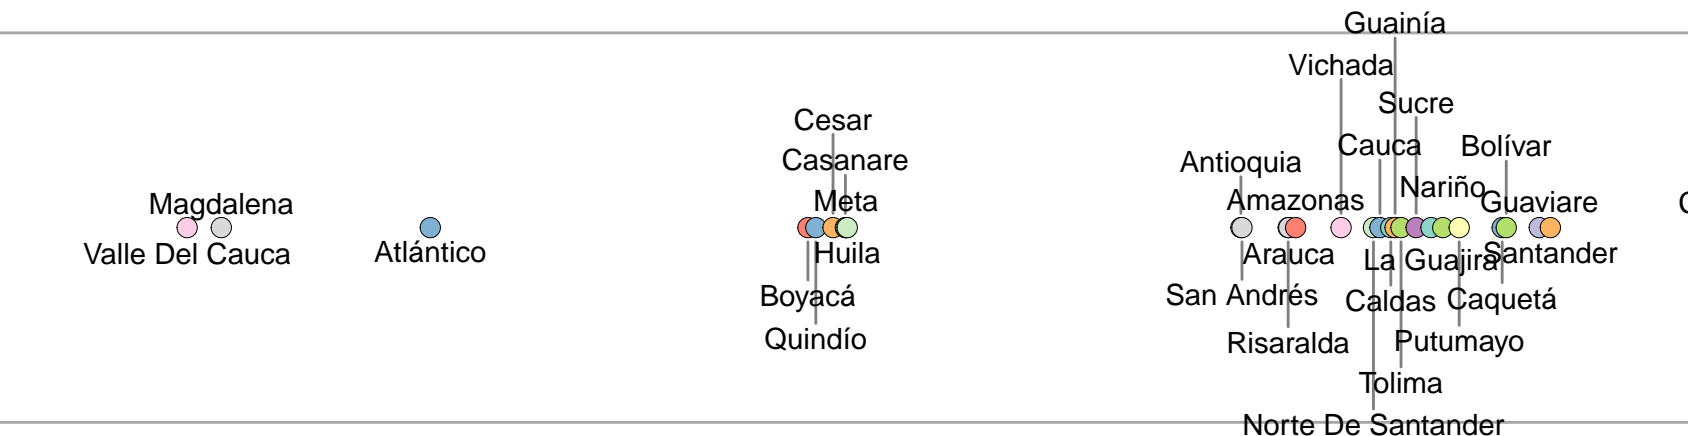 Guainía
Vichada
Sucre
Cesar
Cauca
Bolívar
Casanare
Antioquia
Nariño
Meta
Amazonas
Guaviare
Magdalena
Atlántico
Valle Del Cauca
Huila
Arauca
La Guajira
Santander
Boyacá
San Andrés
Caldas
Caquetá
Quindío
Risaralda
Putumayo
Tolima
Norte De Santander